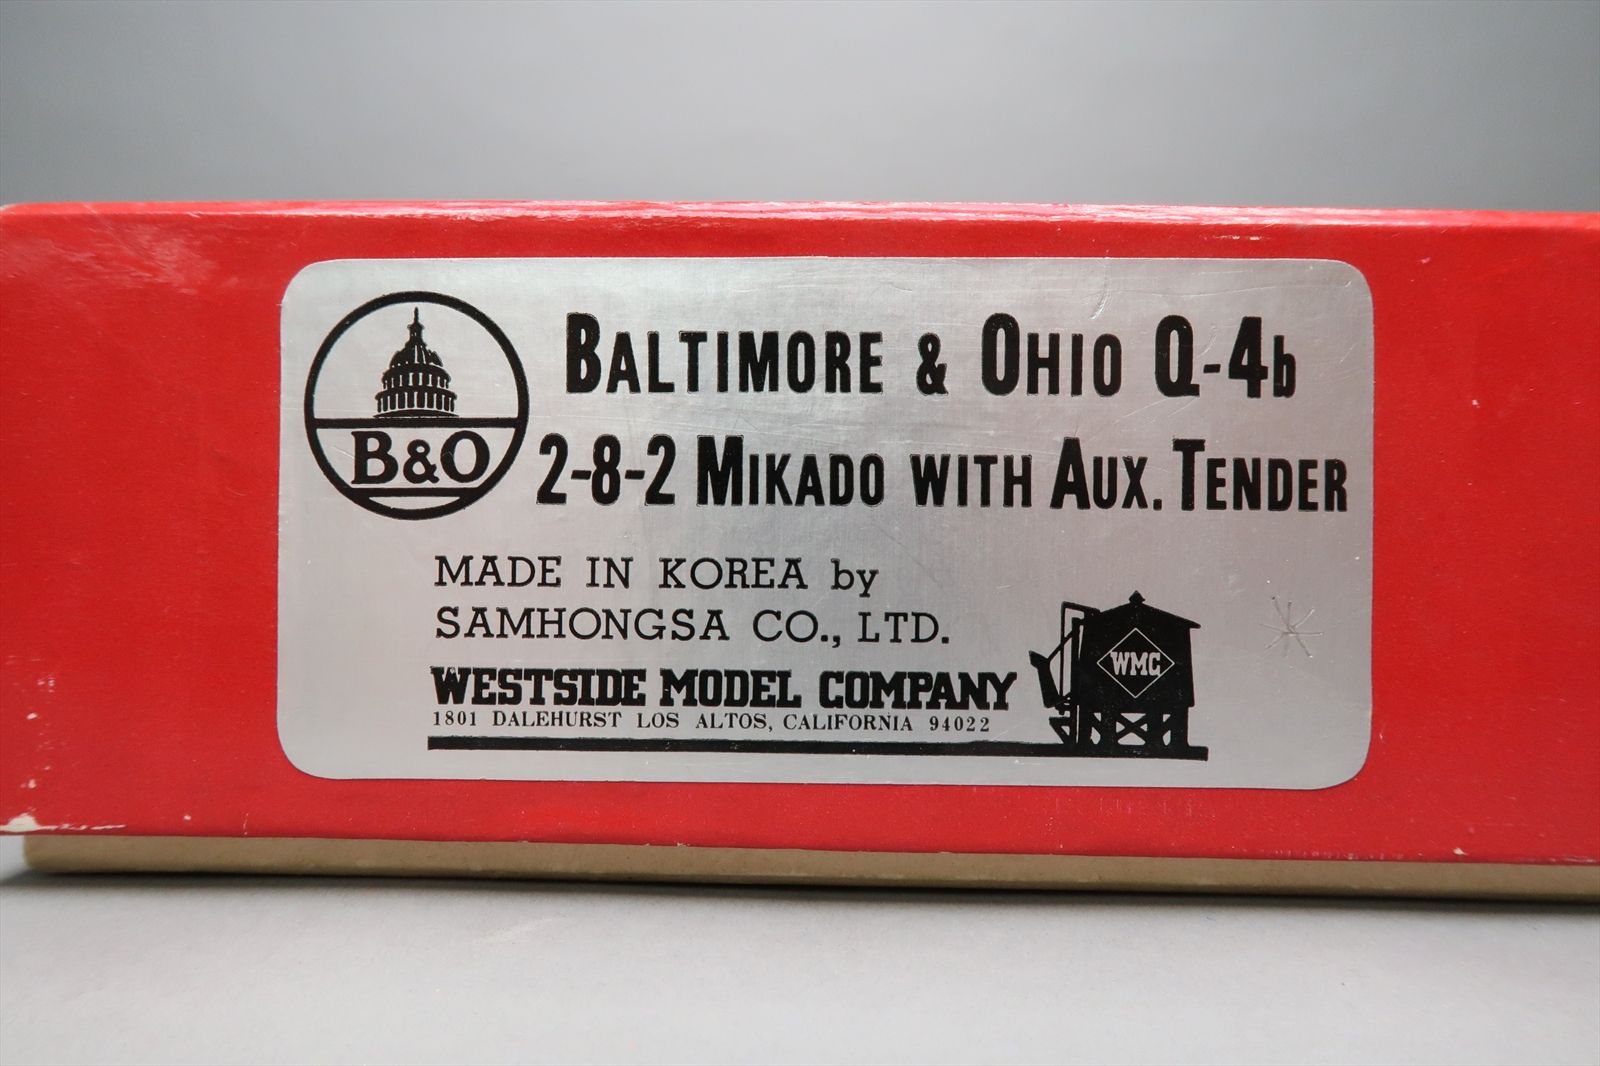 B&O
BALTIMORE & OHIO Q-4b
2-8-2 MIKADO WITH AUX. TENDER
MADE IN KOREA by
SAMHONGSA CO., LTD.
WESTSIDE MODEL COMPANY
1801 DALEHURST LOS ALTOS, CALIFORNIA 94022
WMC